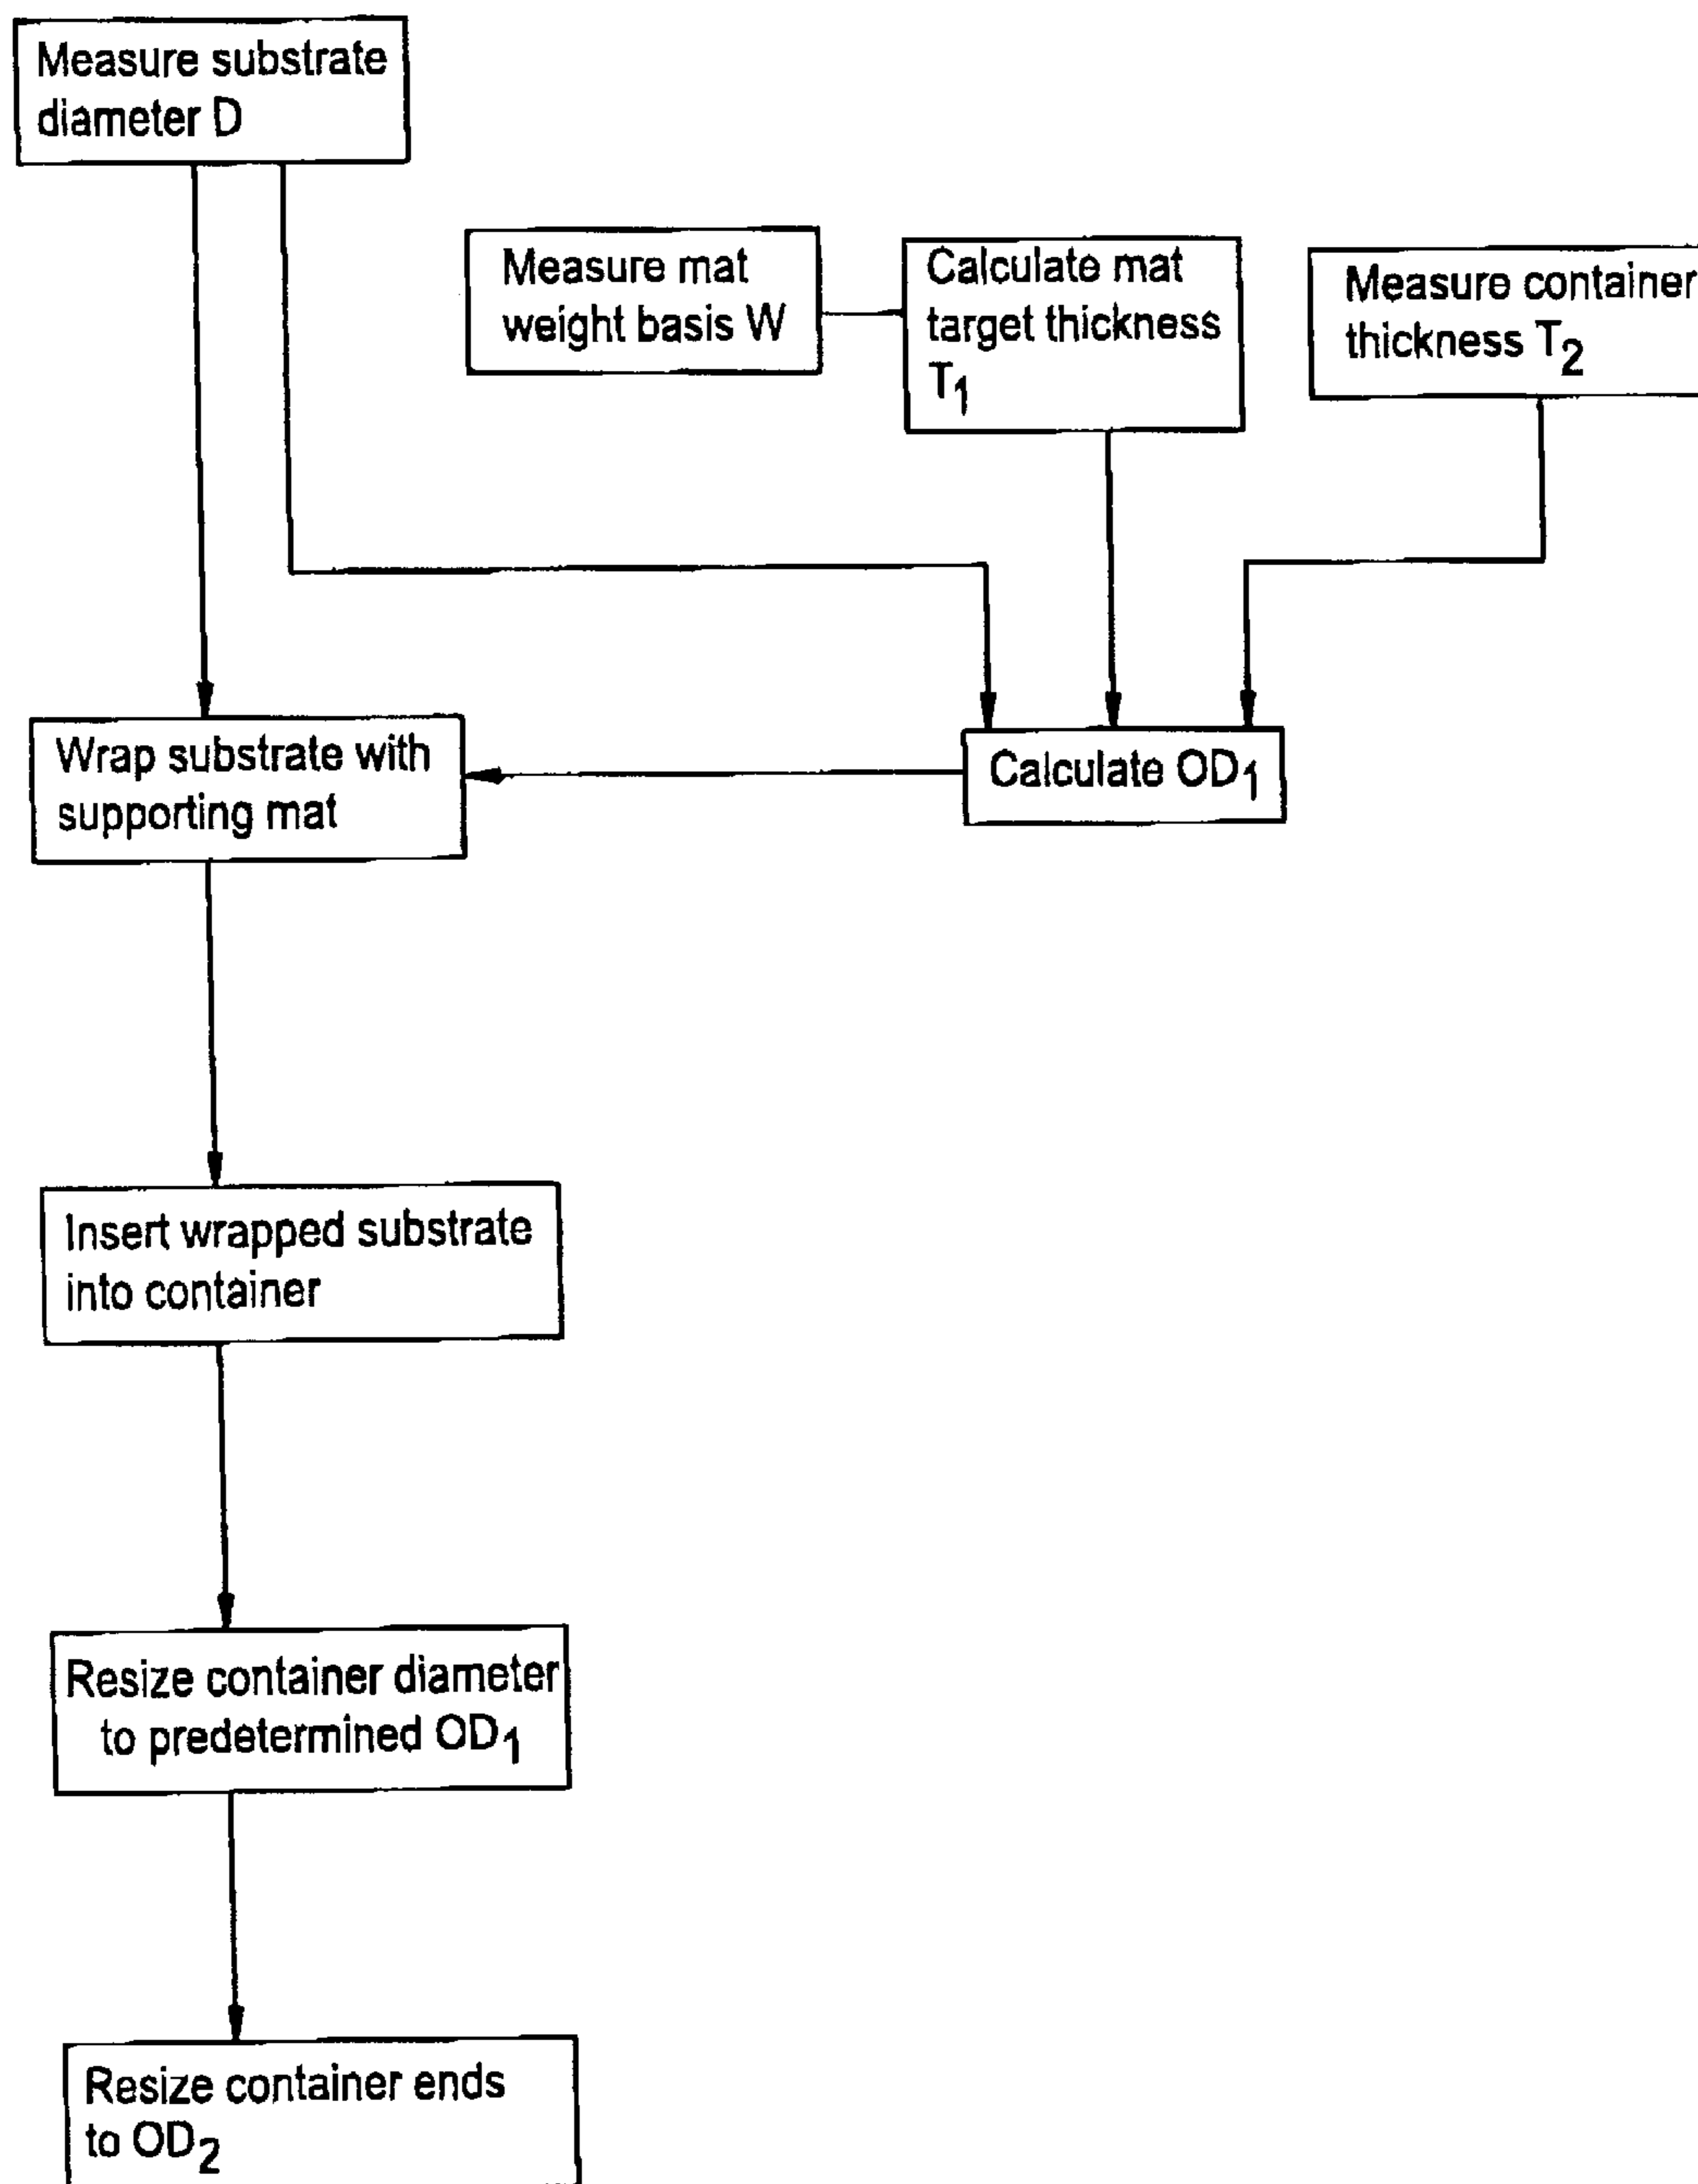 Measure substrate
diameter D
Measure mat
weight basis W
Calculate mat
target thickness
T₁
Measure container
thickness T₂
Wrap substrate with
supporting mat
Calculate OD₁
Insert wrapped substrate
into container
Resize container diameter
to predetermined OD₁
Resize container ends
to OD₂